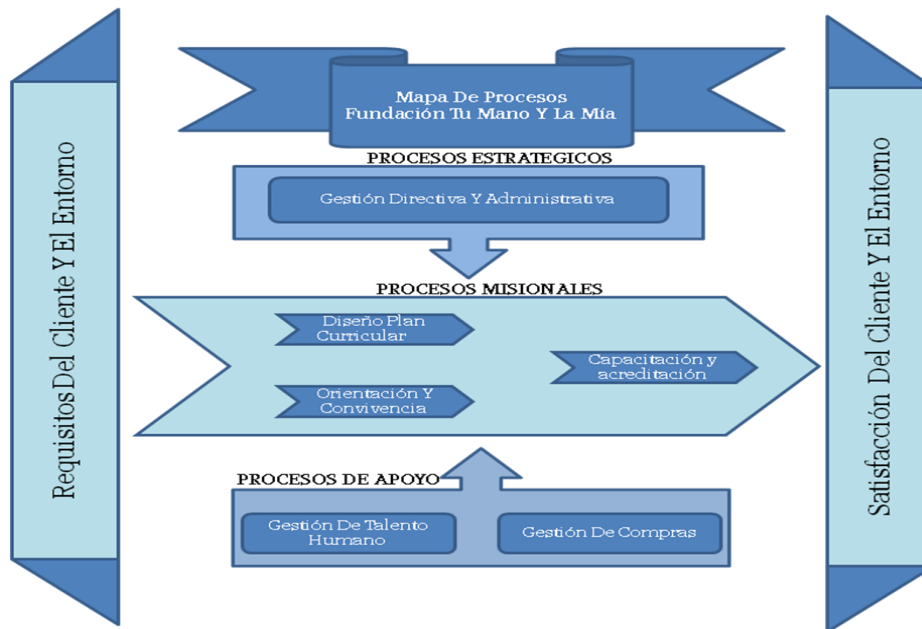 Mapa De Procesos
Fundación Tu Mano Y La Mía
PROCESOS ESTRATEGICOS
Gestión Directiva Y Administrativa
Requisitos Del Cliente Y El Entorno
PROCESOS MISIONALES
Diseño Plan
Curricular
Capacitación y
acreditación
Orientación Y
Convivencia
Satisfacción Del Cliente Y El Entorno
PROCESOS DE APOYO
Gestión De Talento
Humano
Gestión De Compras